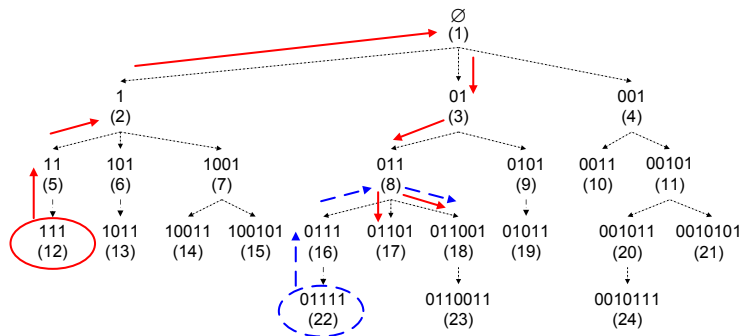 ∅
(1)
1 01 001
(2) (3) (4)
11 101 1001 011 0101 0011 00101
(5) (6) (7) (8) (9) (10) (11)
111 1011 10011 100101 0111 01101 011001 01011 001011 0010101
(12) (13) (14) (15) (16) (17) (18) (19) (20) (21)
01111 0110011 0010111
(22) (23) (24)